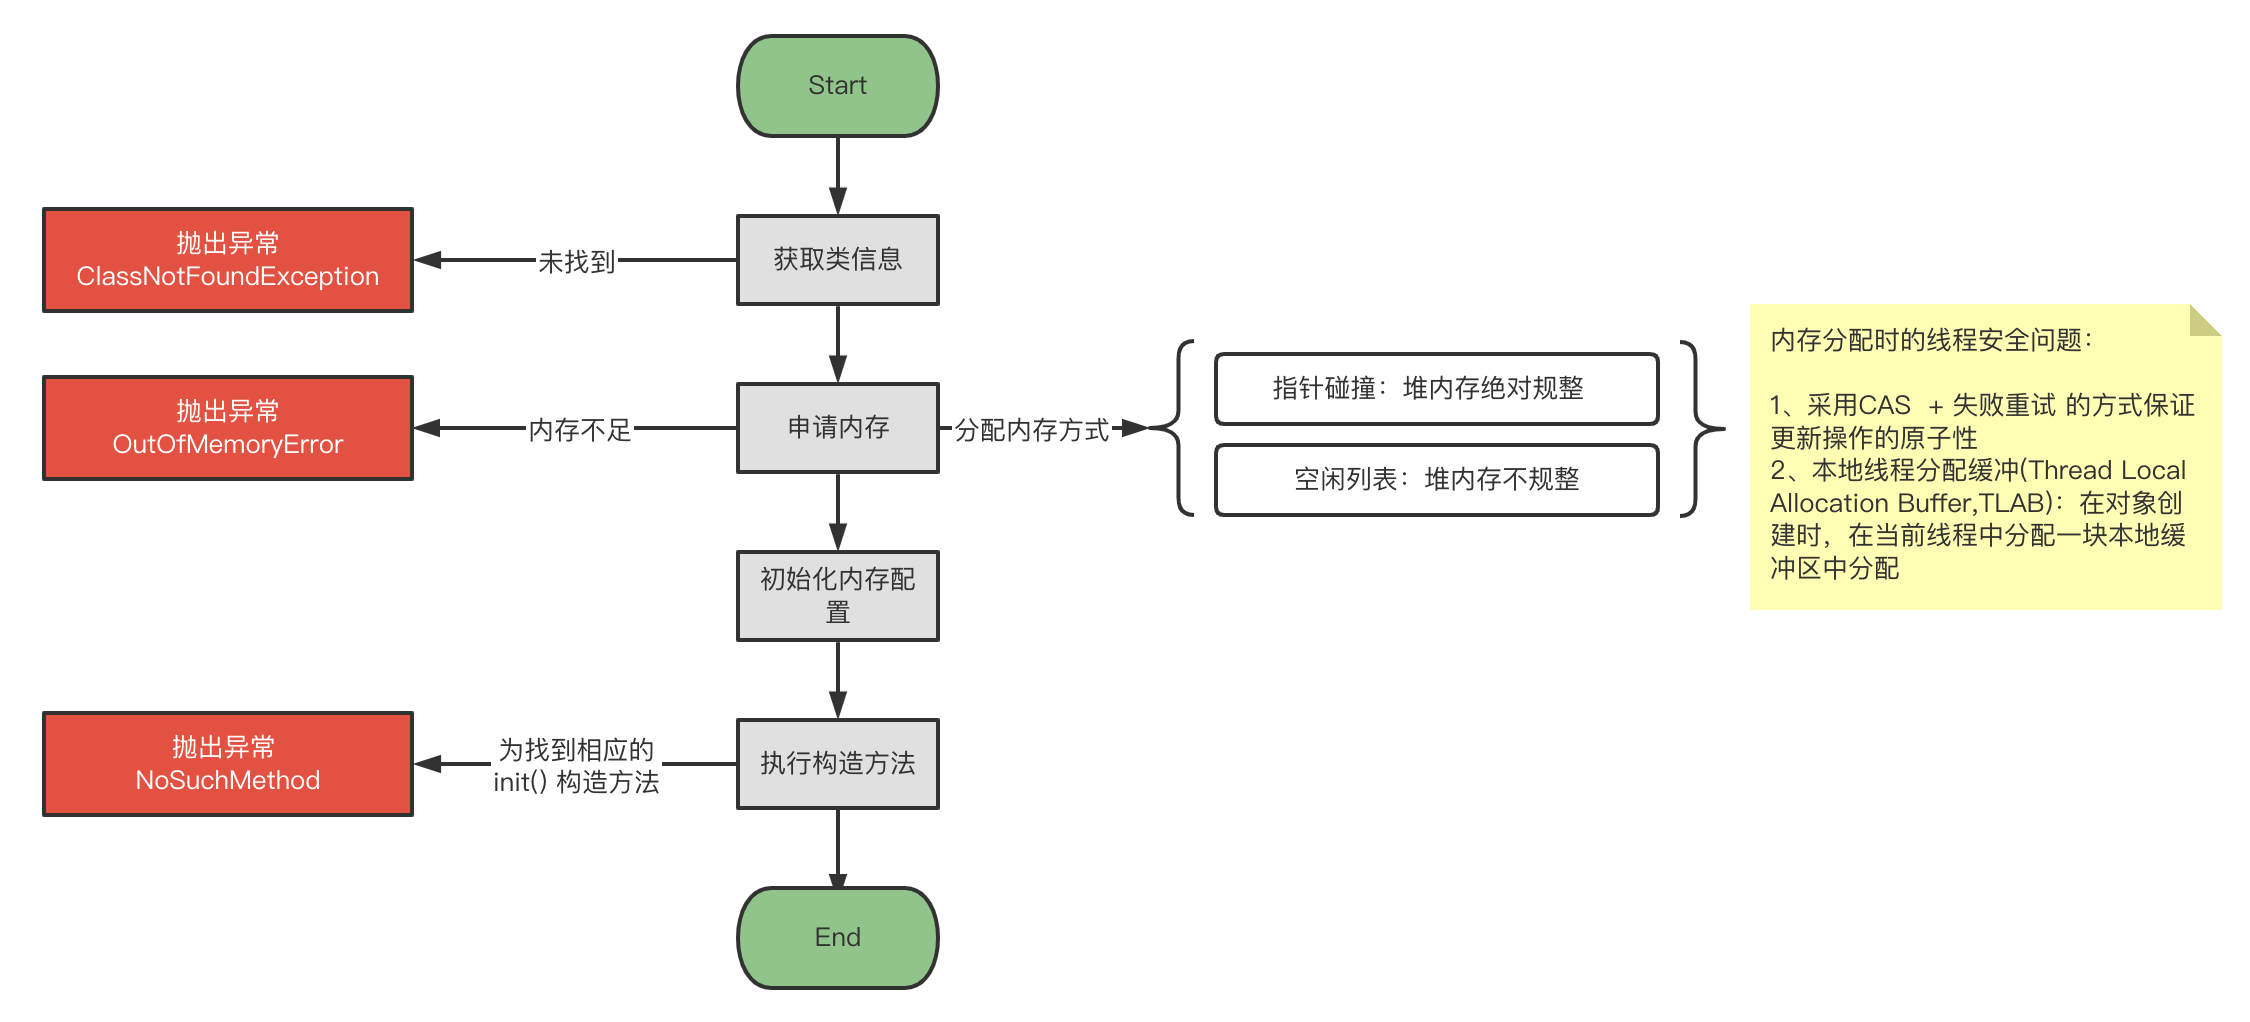 Start
抛出异常
ClassNotFoundException
未找到
获取类信息
抛出异常
OutOfMemoryError
内存不足
申请内存
分配内存方式
指针碰撞：堆内存绝对规整
空闲列表：堆内存不规整
内存分配时的线程安全问题：
1、采用CAS + 失败重试 的方式保证
更新操作的原子性
2、本地线程分配缓冲(Thread Local
Allocation Buffer,TLAB)：在对象创
建时，在当前线程中分配一块本地缓
冲区中分配
初始化内存配
置
抛出异常
NoSuchMethod
为找到相应的
init() 构造方法
执行构造方法
End